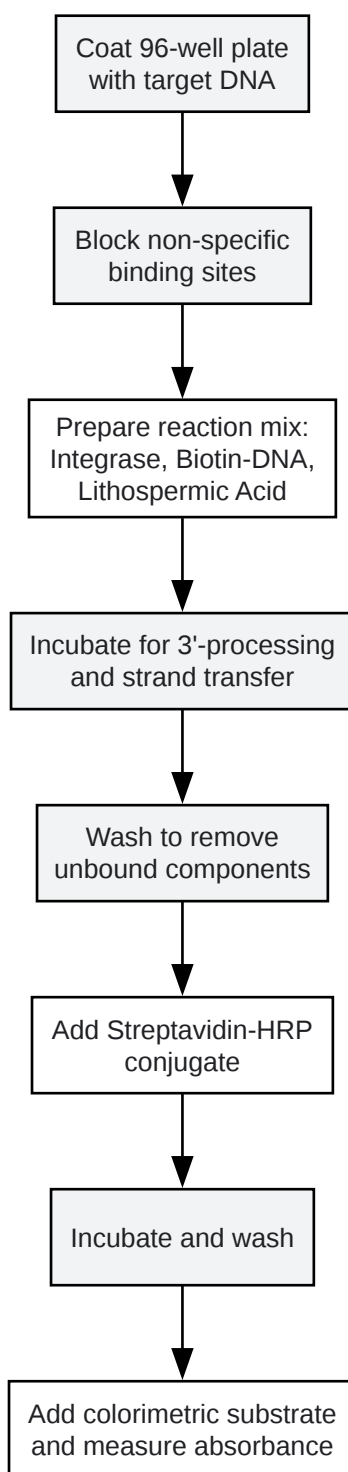 Coat 96-well plate
with target DNA
Block non-specific
binding sites
Prepare reaction mix:
Integrase, Biotin-DNA,
Lithospermic Acid
Incubate for 3'-processing
and strand transfer
Wash to remove
unbound components
Add Streptavidin-HRP
conjugate
Incubate and wash
Add colorimetric substrate
and measure absorbance